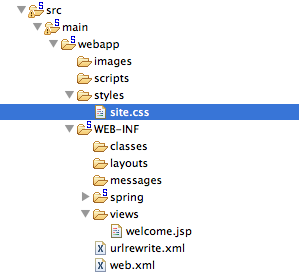 src
main
webapp
images
scripts
styles
site.css
WEB-INF
classes
layouts
messages
spring
views
welcome.jsp
urlrewrite.xml
web.xml